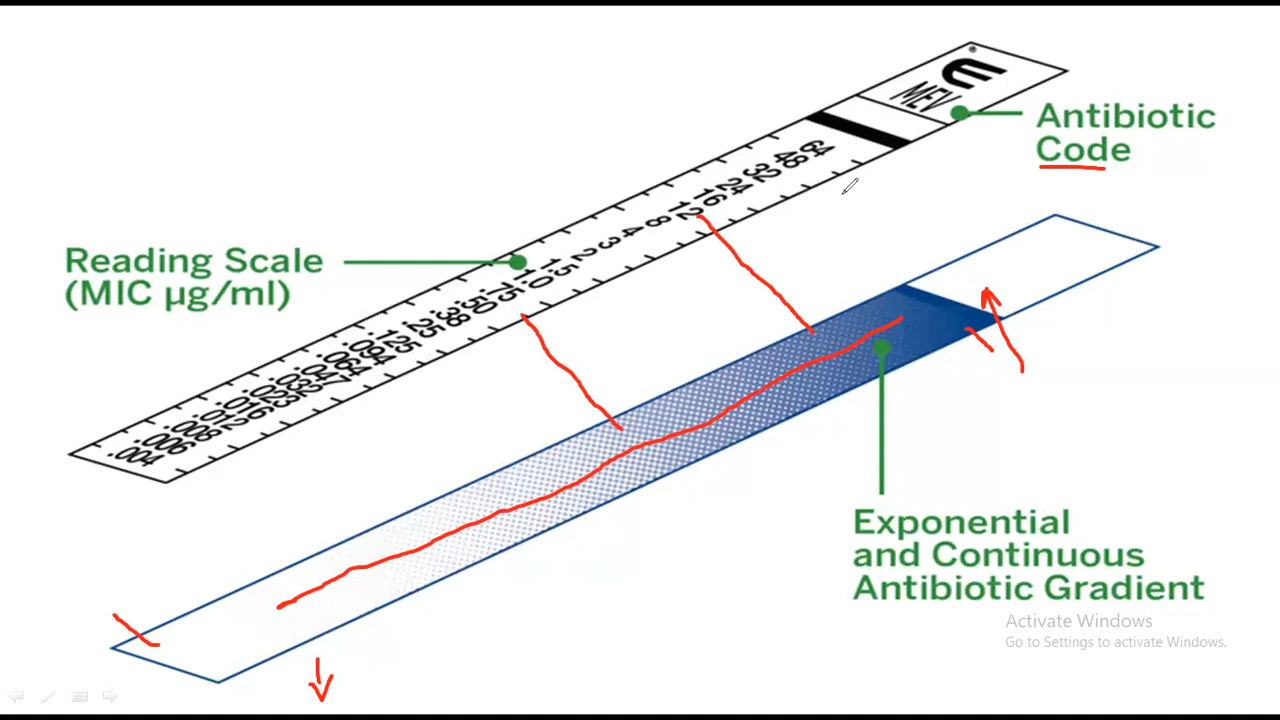 E
MEV
Antibiotic
Code
64
48
32
24
16
12
8
4
3
2
1.5
1.0
.75
.50
.38
.25
.125
.094
.064
.047
.032
.023
.016
.012
.008
.006
.004
Reading Scale
(MIC µg/ml)
Exponential
and Continuous
Antibiotic Gradient
Activate Windows
Go to Settings to activate Windows.